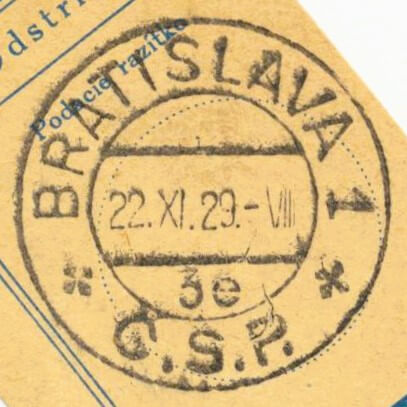 Odstri
Podacie razítko
BRATISLAVA 1
22.XI.29.-VIII
3e
Č.S.P.